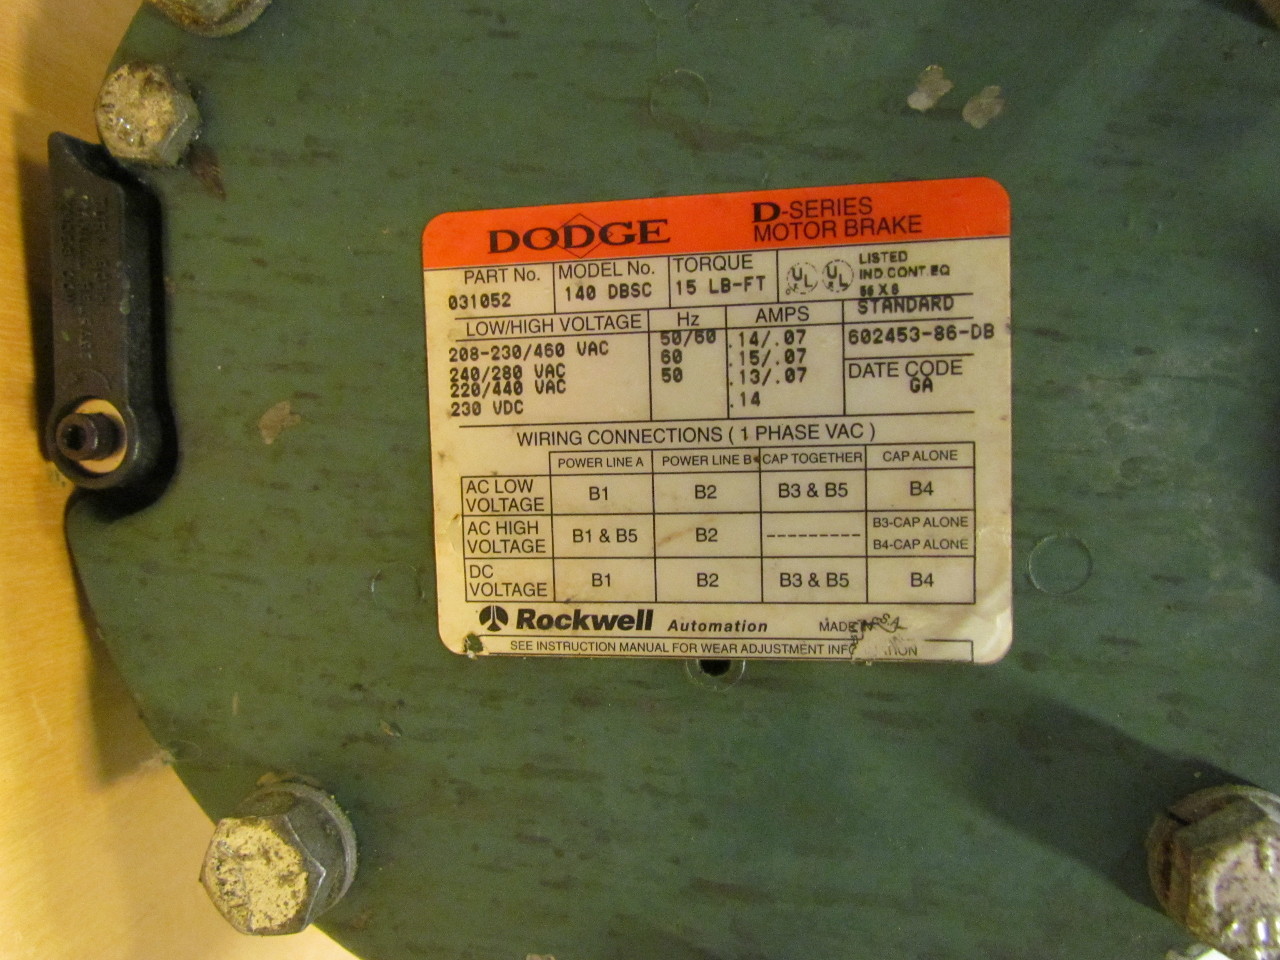 DODGE
D-SERIES
MOTOR BRAKE
PART No. MODEL No. TORQUE
031052 140 DBSC 15 LB-FT
UL UL
LISTED
IND.CONT.EQ
56 X 6
STANDARD
602453-86-DB
DATE CODE
GA
LOW/HIGH VOLTAGE Hz AMPS
208-230/460 VAC 50/60 .14/.07
240/280 VAC 60 .15/.07
220/440 VAC 50 .13/.07
230 VDC .14
WIRING CONNECTIONS ( 1 PHASE VAC )
POWER LINE A POWER LINE B CAP TOGETHER CAP ALONE
AC LOW VOLTAGE B1 B2 B3 & B5 B4
AC HIGH VOLTAGE B1 & B5 B2 --------- B3-CAP ALONE
B4-CAP ALONE
DC VOLTAGE B1 B2 B3 & B5 B4
Rockwell Automation MADE
SEE INSTRUCTION MANUAL FOR WEAR ADJUSTMENT